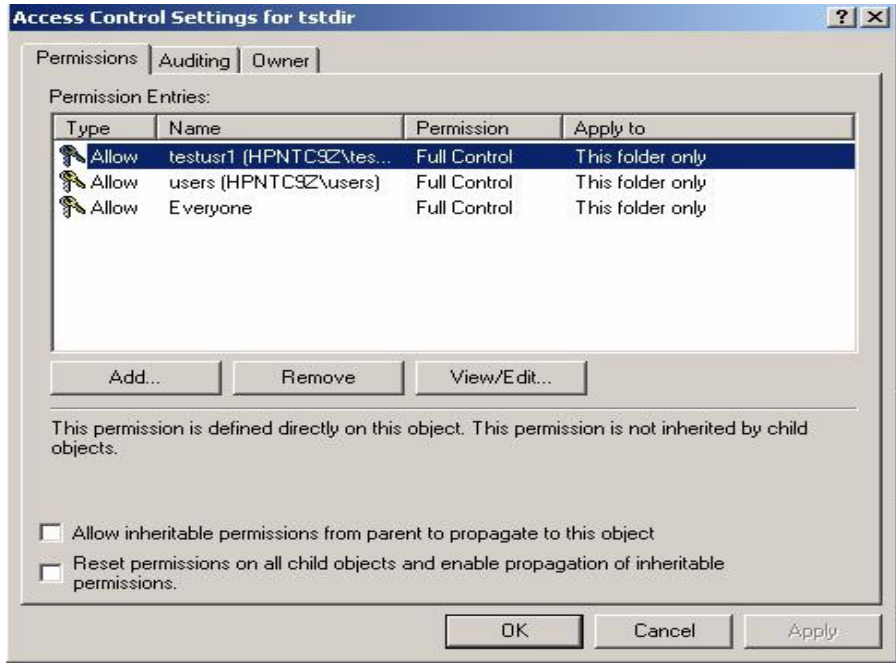 Access Control Settings for tstdir
Permissions Auditing Owner
Permission Entries:
Type Name Permission Apply to
Allow testusr1 (HPNTC9Z\tes... Full Control This folder only
Allow users (HPNTC9Z\users) Full Control This folder only
Allow Everyone Full Control This folder only
Add... Remove View/Edit...
This permission is defined directly on this object. This permission is not inherited by child
objects.
Allow inheritable permissions from parent to propagate to this object
Reset permissions on all child objects and enable propagation of inheritable
permissions.
OK Cancel Apply